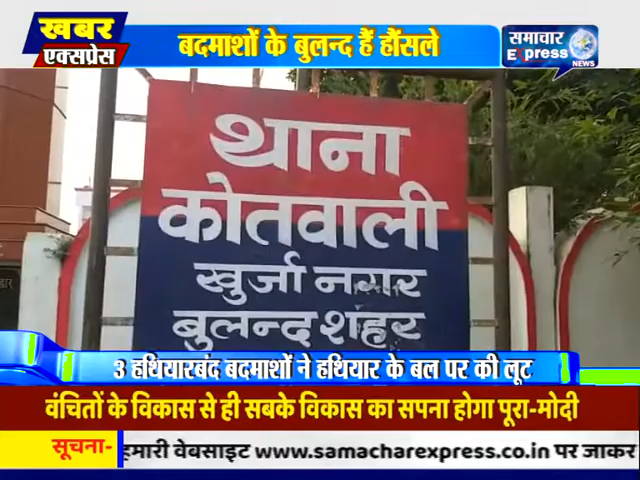 खबर
एक्सप्रेस
बदमाशों के बुलन्द हैं हौंसले
समाचार
Express
NEWS
थाना
कोतवाली
खुर्जा नगर
बुलन्दशहर
3 हथियारबंद बदमाशों ने हथियार के बल पर की लूट
वंचितों के विकास से ही सबके विकास का सपना होगा पूरा-मोदी
सूचना- हमारी वेबसाइट www.samacharexpress.co.in पर जाकर